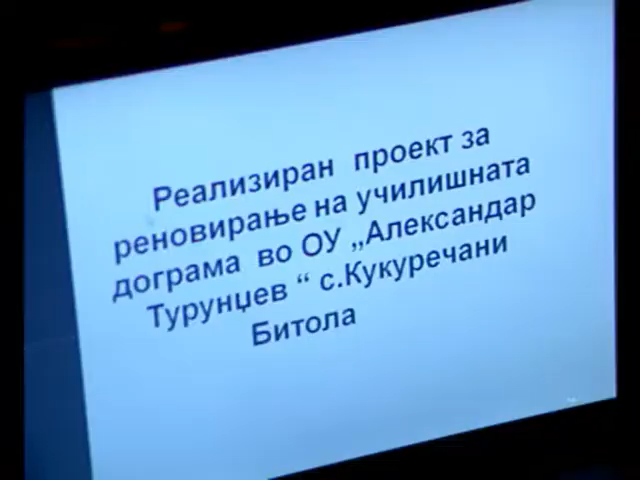 Реализиран проект за
реновирање на училишната
дограма во ОУ „Александар
Турунџев “ с.Кукуречани
Битола